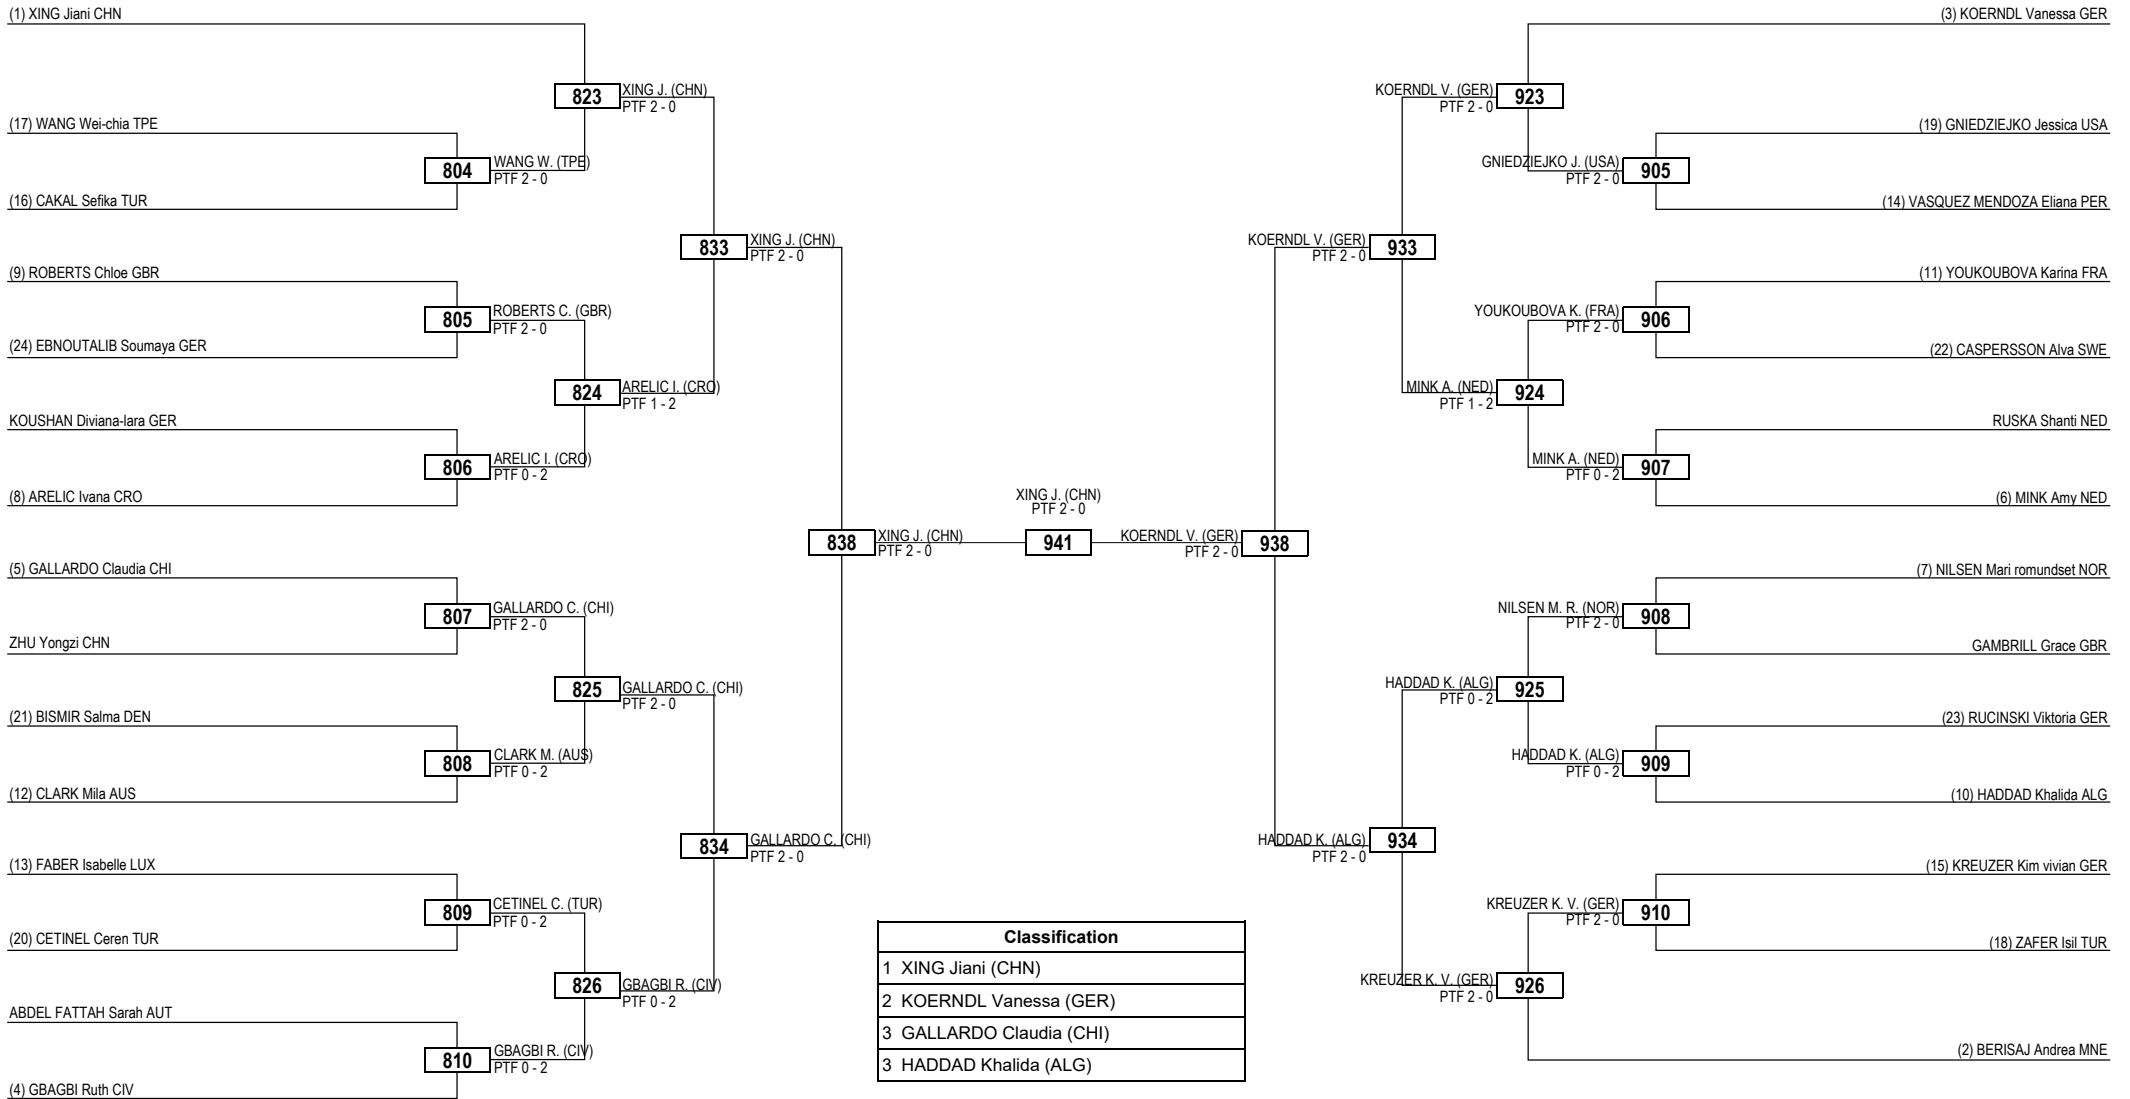 (1) XING Jiani CHN
(17) WANG Wei-chia TPE
(16) CAKAL Sefika TUR
(9) ROBERTS Chloe GBR
(24) EBNOUTALIB Soumaya GER
KOUSHAN Diviana-lara GER
(8) ARELIC Ivana CRO
(5) GALLARDO Claudia CHI
ZHU Yongzi CHN
(21) BISMIR Salma DEN
(12) CLARK Mila AUS
(13) FABER Isabelle LUX
(20) CETINEL Ceren TUR
ABDEL FATTAH Sarah AUT
(4) GBAGBI Ruth CIV
804
WANG W. (TPE)
PTF 2 - 0
805
ROBERTS C. (GBR)
PTF 2 - 0
806
ARELIC I. (CRO)
PTF 0 - 2
807
GALLARDO C. (CHI)
PTF 2 - 0
808
CLARK M. (AUS)
PTF 0 - 2
809
CETINEL C. (TUR)
PTF 0 - 2
810
GBAGBI R. (CIV)
PTF 0 - 2
823
XING J. (CHN)
PTF 2 - 0
824
ARELIC I. (CRO)
PTF 1 - 2
825
GALLARDO C. (CHI)
PTF 2 - 0
826
GBAGBI R. (CIV)
PTF 0 - 2
833
XING J. (CHN)
PTF 2 - 0
834
GALLARDO C. (CHI)
PTF 2 - 0
838
XING J. (CHN)
PTF 2 - 0
XING J. (CHN)
PTF 2 - 0
941
KOERNDL V. (GER)
PTF 2 - 0
938
KOERNDL V. (GER)
PTF 2 - 0
933
HADDAD K. (ALG)
PTF 2 - 0
934
KOERNDL V. (GER)
PTF 2 - 0
923
MINK A. (NED)
PTF 1 - 2
924
HADDAD K. (ALG)
PTF 0 - 2
925
KREUZER K. V. (GER)
PTF 2 - 0
926
GNIEDZIEJKO J. (USA)
PTF 2 - 0
905
YOUKOUBOVA K. (FRA)
PTF 2 - 0
906
MINK A. (NED)
PTF 0 - 2
907
NILSEN M. R. (NOR)
PTF 2 - 0
908
HADDAD K. (ALG)
PTF 0 - 2
909
KREUZER K. V. (GER)
PTF 2 - 0
910
(3) KOERNDL Vanessa GER
(19) GNIEDZIEJKO Jessica USA
(14) VASQUEZ MENDOZA Eliana PER
(11) YOUKOUBOVA Karina FRA
(22) CASPERSSON Alva SWE
RUSKA Shanti NED
(6) MINK Amy NED
(7) NILSEN Mari romundset NOR
GAMBRILL Grace GBR
(23) RUCINSKI Viktoria GER
(10) HADDAD Khalida ALG
(15) KREUZER Kim vivian GER
(18) ZAFER Isil TUR
(2) BERISAJ Andrea MNE
Classification
1 XING Jiani (CHN)
2 KOERNDL Vanessa (GER)
3 GALLARDO Claudia (CHI)
3 HADDAD Khalida (ALG)